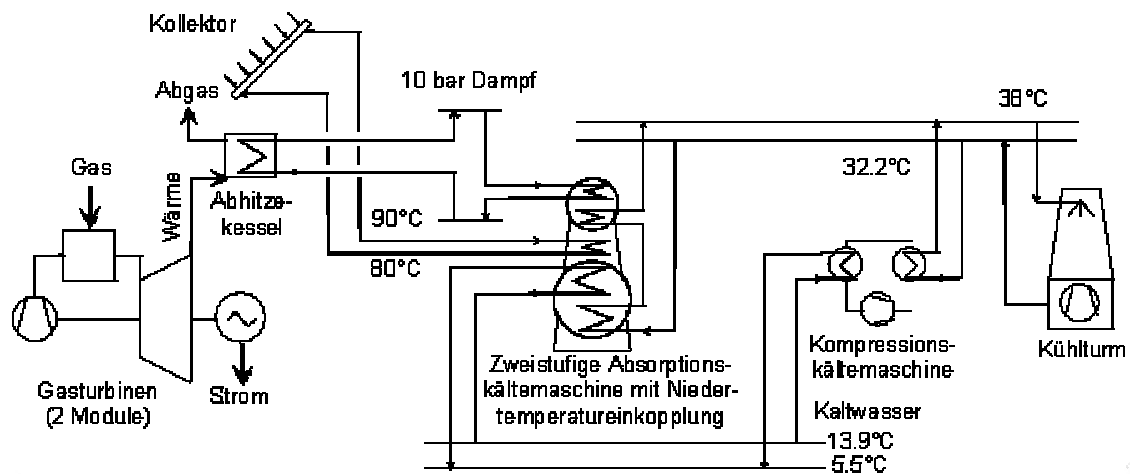 Kollektor
Abgas
10 bar Dampf
38°C
Gas
Wärme
Abhitze-
kessel
90°C
80°C
32.2°C
Gasturbinen
(2 Module)
Strom
Zweistufige Absorptions-
kältemaschine mit Nieder-
temperatureinkopplung
Kompressions-
kältemaschine
Kühlturm
Kaltwasser
13.9°C
5.5°C